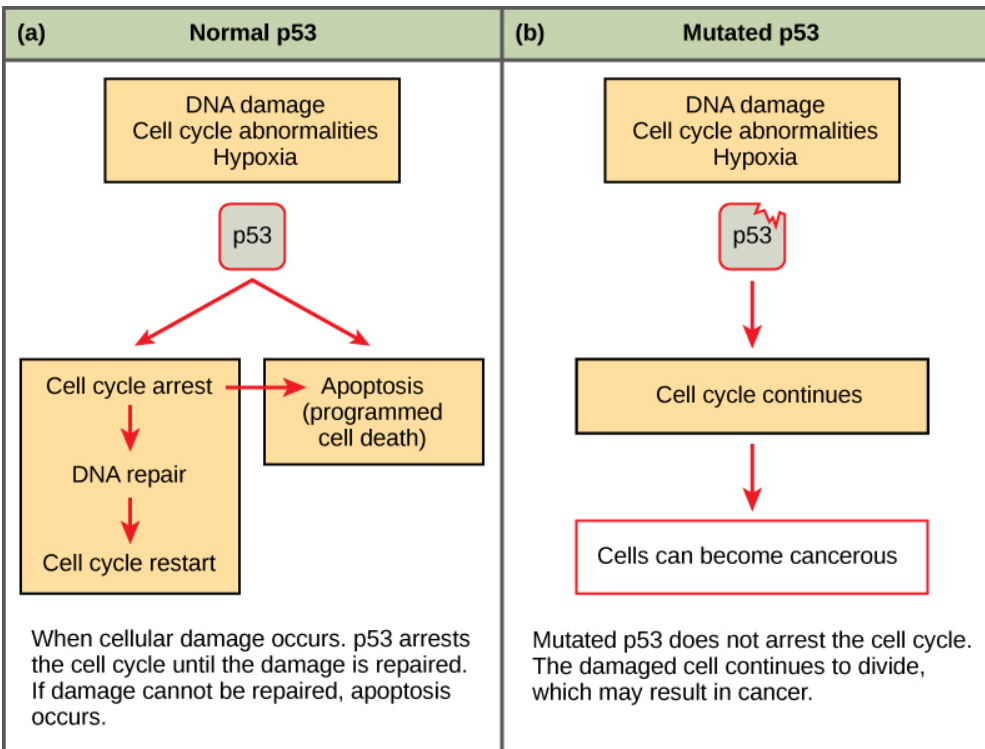 (a) Normal p53
DNA damage
Cell cycle abnormalities
Hypoxia
p53
Cell cycle arrest
DNA repair
Cell cycle restart
Apoptosis
(programmed
cell death)
When cellular damage occurs. p53 arrests
the cell cycle until the damage is repaired.
If damage cannot be repaired, apoptosis
occurs.
(b) Mutated p53
DNA damage
Cell cycle abnormalities
Hypoxia
p53
Cell cycle continues
Cells can become cancerous
Mutated p53 does not arrest the cell cycle.
The damaged cell continues to divide,
which may result in cancer.